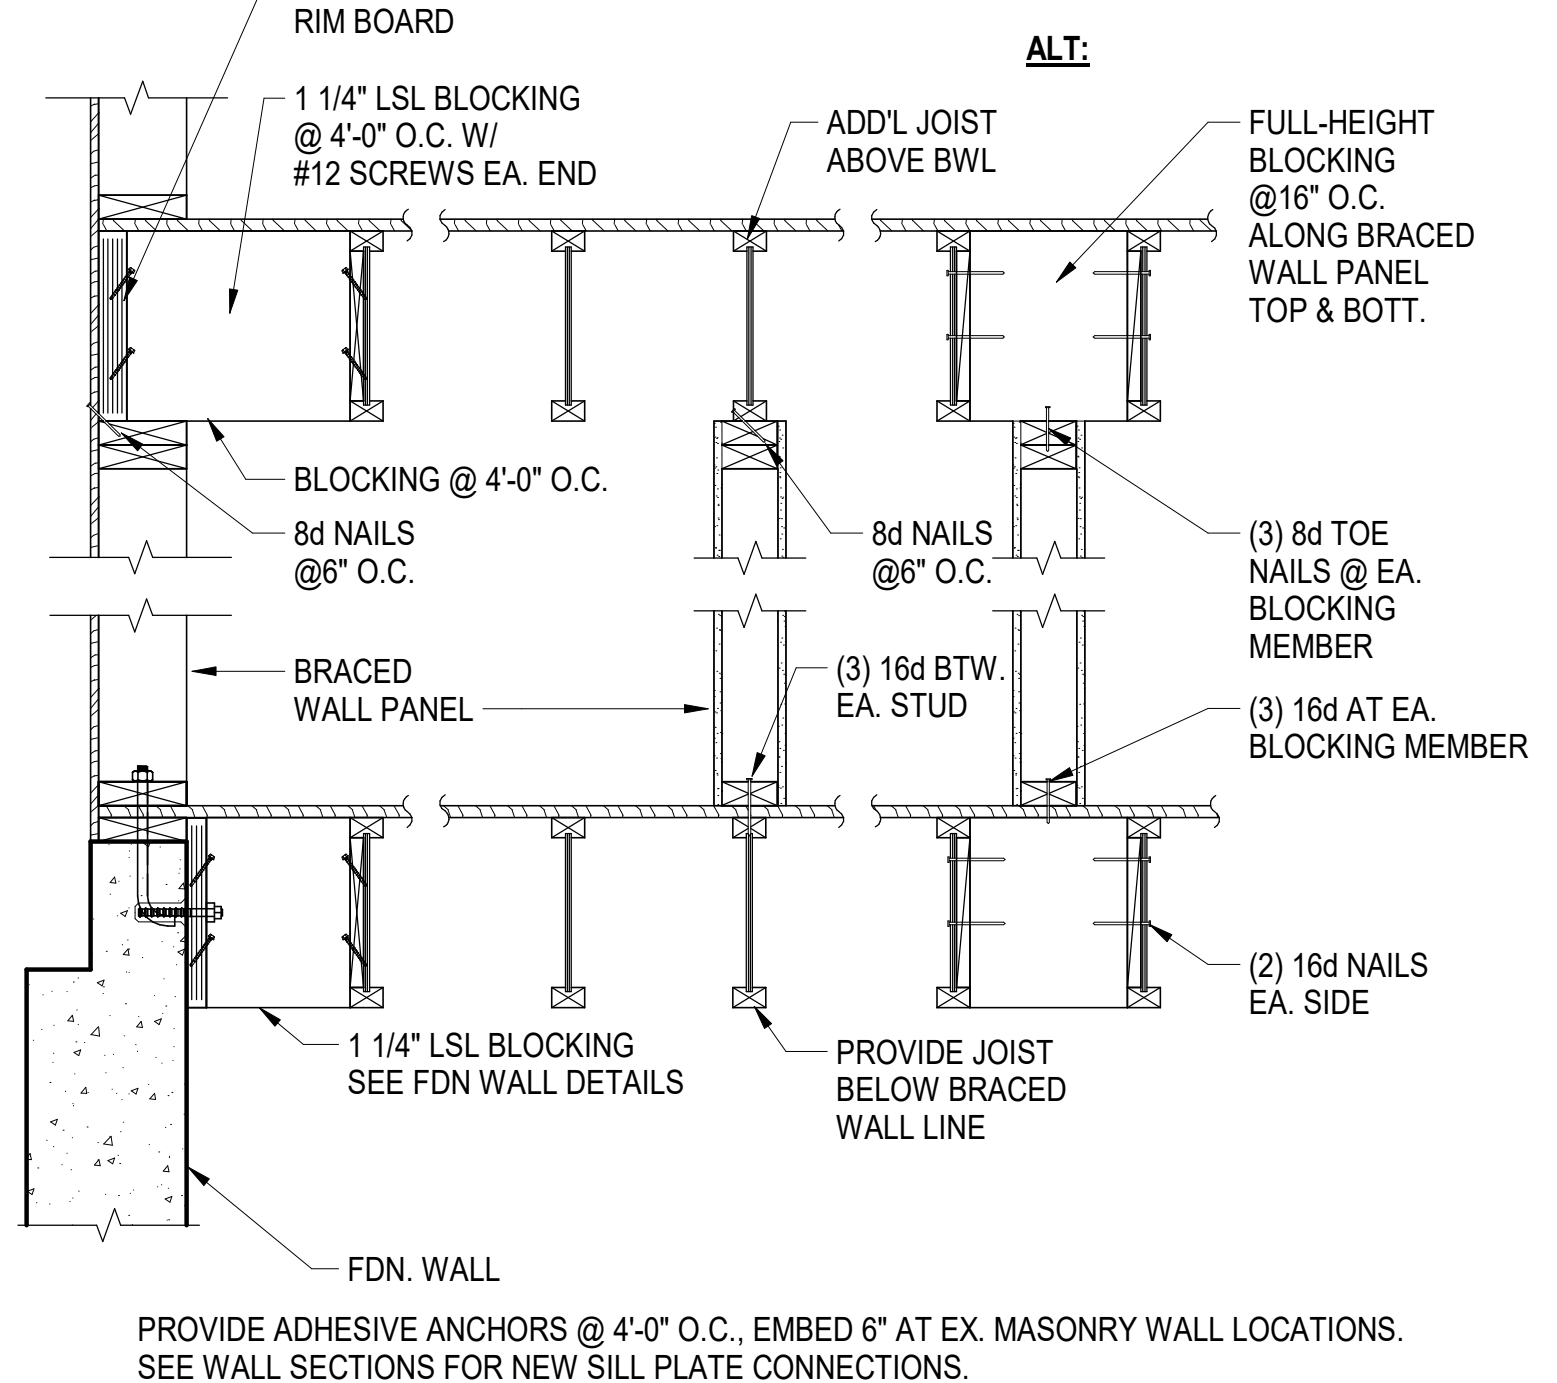 RIM BOARD
ALT:
1 1/4" LSL BLOCKING
@ 4'-0" O.C. W/
#12 SCREWS EA. END
ADD'L JOIST
ABOVE BWL
FULL-HEIGHT
BLOCKING
@16" O.C.
ALONG BRACED
WALL PANEL
TOP & BOTT.
BLOCKING @ 4'-0" O.C.
8d NAILS
@6" O.C.
8d NAILS
@6" O.C.
(3) 8d TOE
NAILS @ EA.
BLOCKING
MEMBER
BRACED
WALL PANEL
(3) 16d BTW.
EA. STUD
(3) 16d AT EA.
BLOCKING MEMBER
(2) 16d NAILS
EA. SIDE
1 1/4" LSL BLOCKING
SEE FDN WALL DETAILS
PROVIDE JOIST
BELOW BRACED
WALL LINE
FDN. WALL
PROVIDE ADHESIVE ANCHORS @ 4'-0" O.C., EMBED 6" AT EX. MASONRY WALL LOCATIONS.
SEE WALL SECTIONS FOR NEW SILL PLATE CONNECTIONS.